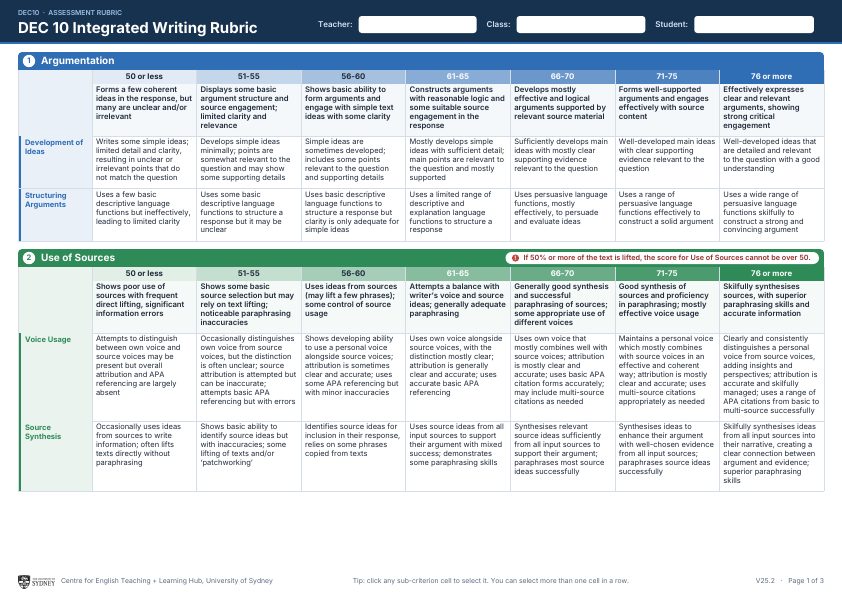 DEC10 · ASSESSMENT RUBRIC
DEC 10 Integrated Writing Rubric
Teacher:
Class:
Student:
1 Argumentation
50 or less
51-55
56-60
61-65
66-70
71-75
76 or more
Forms a few coherent
ideas in the response, but
many are unclear and/or
irrelevant
Displays some basic
argument structure and
source engagement;
limited clarity and
relevance
Shows basic ability to
form arguments and
engage with simple text
ideas with some clarity
Constructs arguments
with reasonable logic and
some suitable source
engagement in the
response
Develops mostly
effective and logical
arguments supported by
relevant source material
Forms well-supported
arguments and engages
effectively with source
content
Effectively expresses
clear and relevant
arguments, showing
strong critical
engagement
Development of
Ideas
Writes some simple ideas;
limited detail and clarity,
resulting in unclear or
irrelevant points that do
not match the question
Develops simple ideas
minimally; points are
somewhat relevant to the
question and may show
some supporting details
Simple ideas are
sometimes developed;
includes some points
relevant to the question
and supporting details
Mostly develops simple
ideas with sufficient detail;
main points are relevant to
the question and mostly
supported
Sufficiently develops main
ideas with mostly clear
supporting evidence
relevant to the question
Well-developed main ideas
with clear supporting
evidence relevant to the
question
Well-developed ideas that
are detailed and relevant
to the question with a good
understanding
Structuring
Arguments
Uses a few basic
descriptive language
functions but ineffectively,
leading to limited clarity
Uses some basic
descriptive language
functions to structure a
response but it may be
unclear
Uses basic descriptive
language functions to
structure a response but
clarity is only adequate for
simple ideas
Uses a limited range of
descriptive and
explanation language
functions to structure a
response
Uses persuasive language
functions, mostly
effectively, to persuade
and evaluate ideas
Uses a range of
persuasive language
functions effectively to
construct a solid argument
Uses a wide range of
persuasive language
functions skilfully to
construct a strong and
convincing argument
2 Use of Sources
! If 50% or more of the text is lifted, the score for Use of Sources cannot be over 50.
50 or less
51-55
56-60
61-65
66-70
71-75
76 or more
Shows poor use of
sources with frequent
direct lifting, significant
information errors
Shows some basic
source selection but may
rely on text lifting;
noticeable paraphrasing
inaccuracies
Uses ideas from sources
(may lift a few phrases);
some control of source
usage
Attempts a balance with
writer's voice and source
ideas; generally adequate
paraphrasing
Generally good synthesis
and successful
paraphrasing of sources;
some appropriate use of
different voices
Good synthesis of
sources and proficiency
in paraphrasing; mostly
effective voice usage
Skilfully synthesises
sources, with superior
paraphrasing skills and
accurate information
Voice Usage
Attempts to distinguish
between own voice and
source voices may be
present but overall
attribution and APA
referencing are largely
absent
Occasionally distinguishes
own voice from source
voices, but the distinction
is often unclear; source
attribution is attempted but
can be inaccurate;
attempts basic APA
referencing but with errors
Shows developing ability
to use a personal voice
alongside source voices;
attribution is sometimes
clear and accurate; uses
some APA referencing but
with minor inaccuracies
Uses own voice alongside
source voices, with the
distinction mostly clear;
attribution is generally
clear and accurate; uses
accurate basic APA
referencing
Uses own voice that
mostly combines well with
source voices; attribution
is mostly clear and
accurate; uses basic APA
citation forms accurately;
may include multi-source
citations as needed
Maintains a personal voice
which mostly combines
with source voices in an
effective and coherent
way; attribution is mostly
clear and accurate; uses
multi-source citations
appropriately as needed
Clearly and consistently
distinguishes a personal
voice from source voices,
adding insights and
perspectives; attribution is
accurate and skilfully
managed; uses a range of
APA citations from basic to
multi-source successfully
Source
Synthesis
Occasionally uses ideas
from sources to write
information; often lifts
texts directly without
paraphrasing
Shows basic ability to
identify source ideas but
with inaccuracies; some
lifting of texts and/or
'patchworking'
Identifies source ideas for
inclusion in their response,
relies on some phrases
copied from texts
Uses source ideas from all
input sources to support
their argument with mixed
success; demonstrates
some paraphrasing skills
Synthesises relevant
source ideas sufficiently
from all input sources to
support their argument;
paraphrases most source
ideas successfully
Synthesises ideas to
enhance their argument
with well-chosen evidence
from all input sources;
paraphrases source ideas
successfully
Skilfully synthesises ideas
from all input sources into
their narrative, creating a
clear connection between
argument and evidence;
superior paraphrasing
skills
SYDNEY
Centre for English Teaching + Learning Hub, University of Sydney
Tip: click any sub-criterion cell to select it. You can select more than one cell in a row.
V25.2 · Page 1 of 3